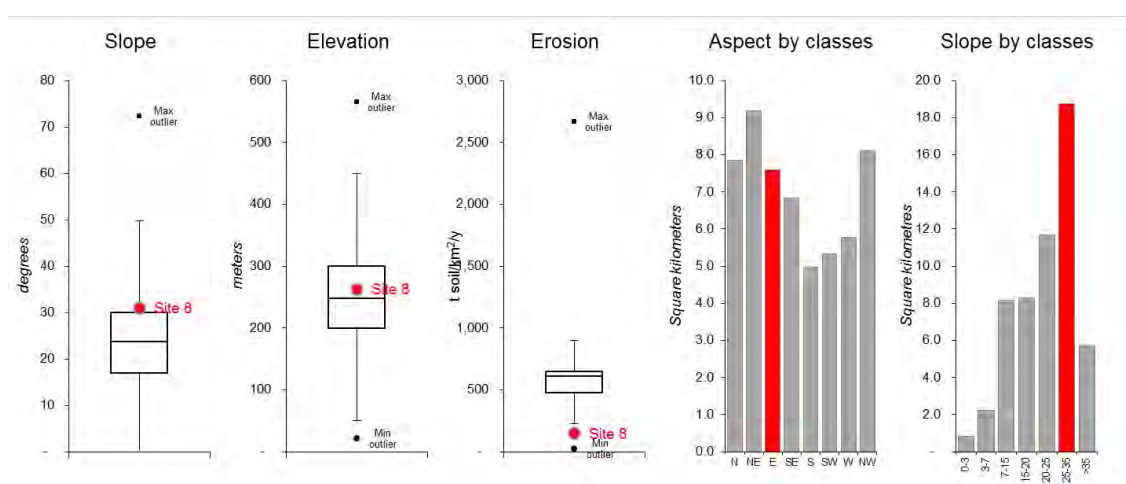 Slope
80
70
60
50
40
30
20
10
-
degrees
Max
outlier
Site 8
Elevation
600
500
400
300
200
100
-
meters
Max
outlier
Site 8
Min
outlier
Erosion
3,000
2,500
2,000
1,500
1,000
500
-
t soil/km²/y
Max
outlier
Site 8
Min
outlier
Aspect by classes
10.0
9.0
8.0
7.0
6.0
5.0
4.0
3.0
2.0
1.0
-
Square kilometers
N NE E SE S SW W NW
Slope by classes
20.0
18.0
16.0
14.0
12.0
10.0
8.0
6.0
4.0
2.0
-
Square kilometres
0-3 3-7 7-15 15-20 20-25 25-35 >35